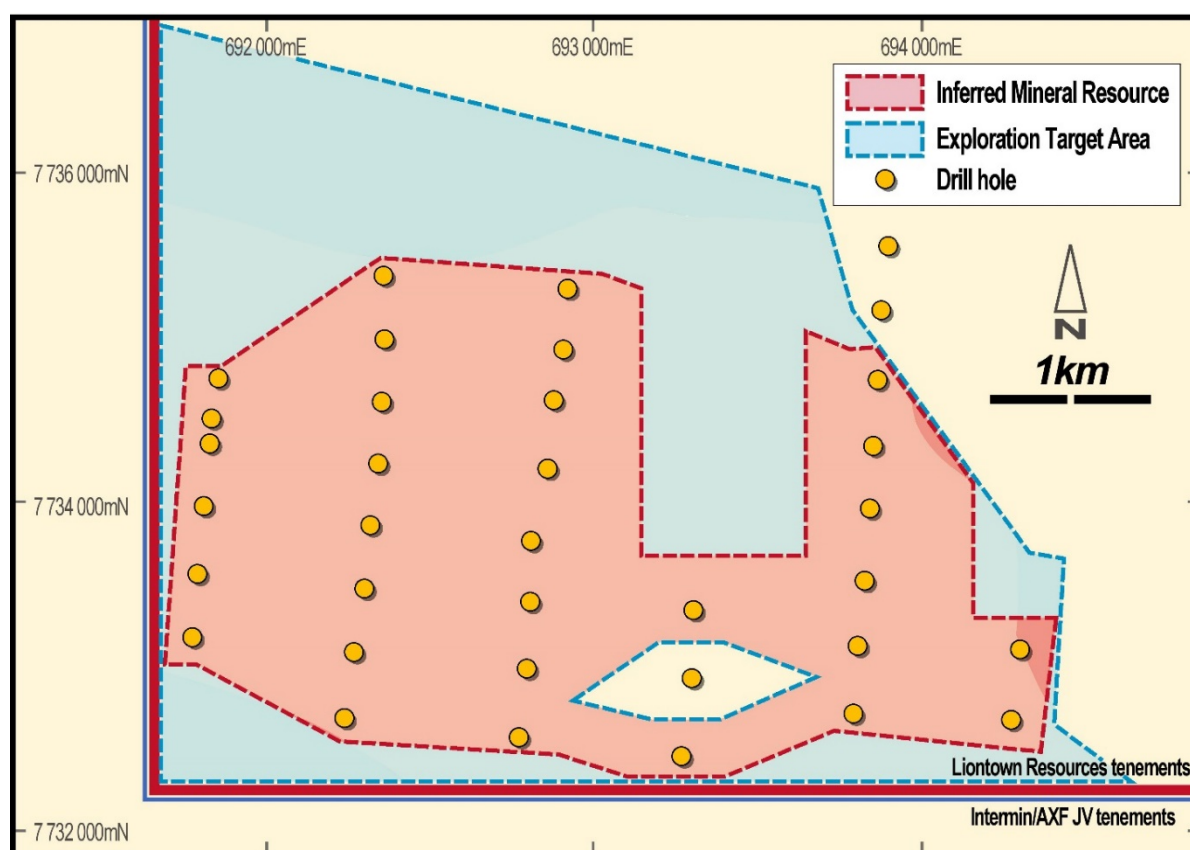 692 000mE
693 000mE
694 000mE
Inferred Mineral Resource
Exploration Target Area
Drill hole
7 736 000mN
N
1km
7 734 000mN
Liontown Resources tenements
Intermin/AXF JV tenements
7 732 000mN